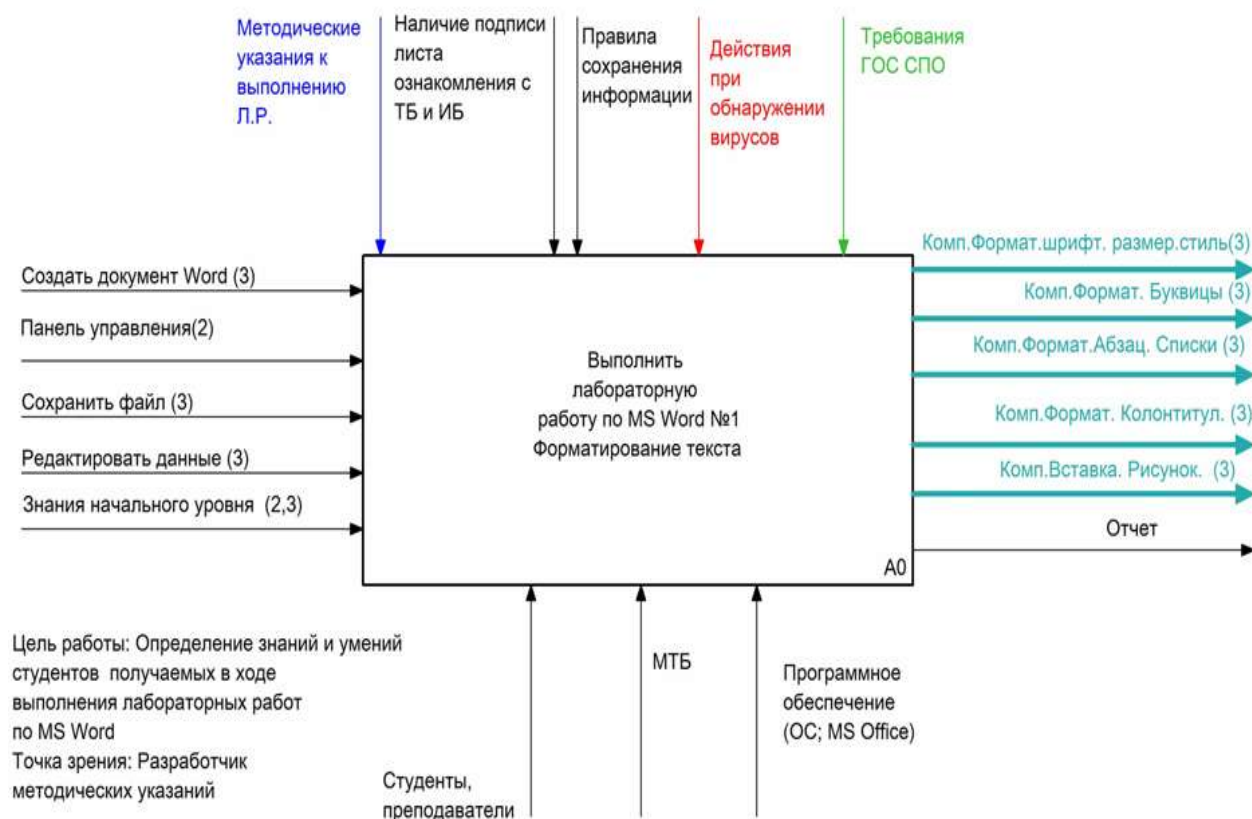 Методические
указания к
выполнению
Л.Р.
Наличие подписи
листа
ознакомления с
ТБ и ИБ
Правила
сохранения
информации
Действия
при
обнаружении
вирусов
Требования
ГОС СПО
Создать документ Word (3)
Панель управления(2)
Сохранить файл (3)
Редактировать данные (3)
Знания начального уровня (2,3)
Выполнить
лабораторную
работу по MS Word №1
Форматирование текста
A0
Комп.Формат.шрифт. размер.стиль(3)
Комп.Формат. Буквицы (3)
Комп.Формат.Абзац. Списки (3)
Комп.Формат. Колонтитул. (3)
Комп.Вставка. Рисунок. (3)
Отчет
Цель работы: Определение знаний и умений
студентов получаемых в ходе
выполнения лабораторных работ
по MS Word
Точка зрения: Разработчик
методических указаний
Студенты,
преподаватели
МТБ
Программное
обеспечение
(ОС; MS Office)